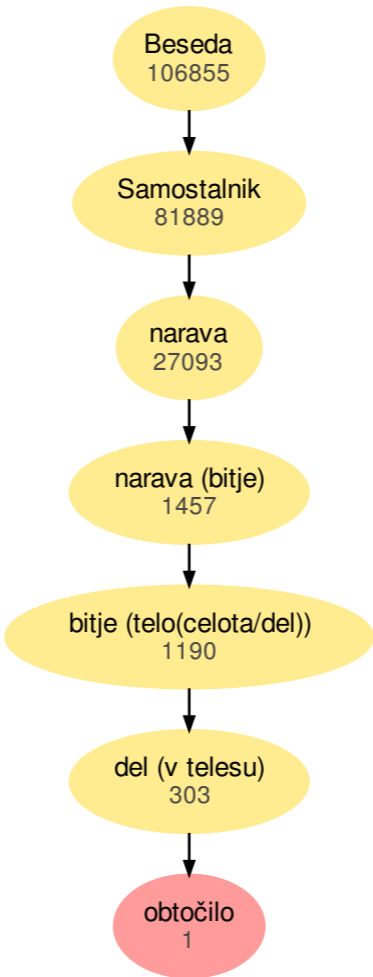 Beseda
106855
Samostalnik
81889
narava
27093
narava (bitje)
1457
bitje (telo(celota/del))
1190
del (v telesu)
303
obtočilo
1